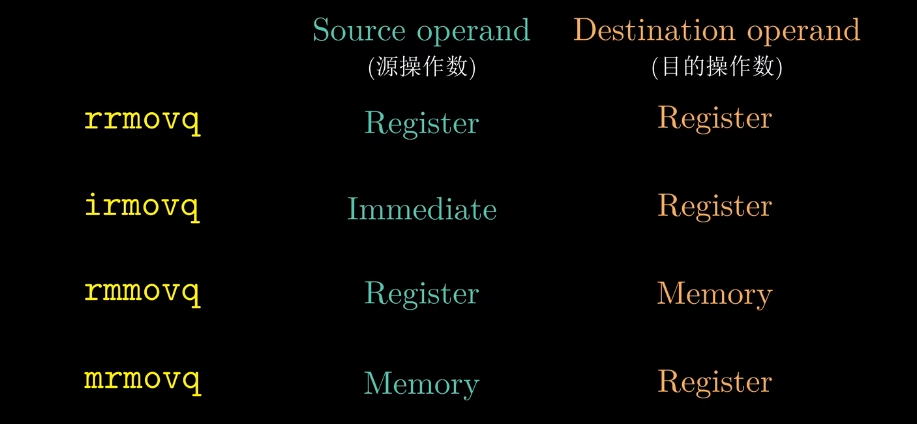 Source operand Destination operand
(源操作数) (目的操作数)
rrmovq Register Register
irmovq Immediate Register
rmmovq Register Memory
mrmovq Memory Register